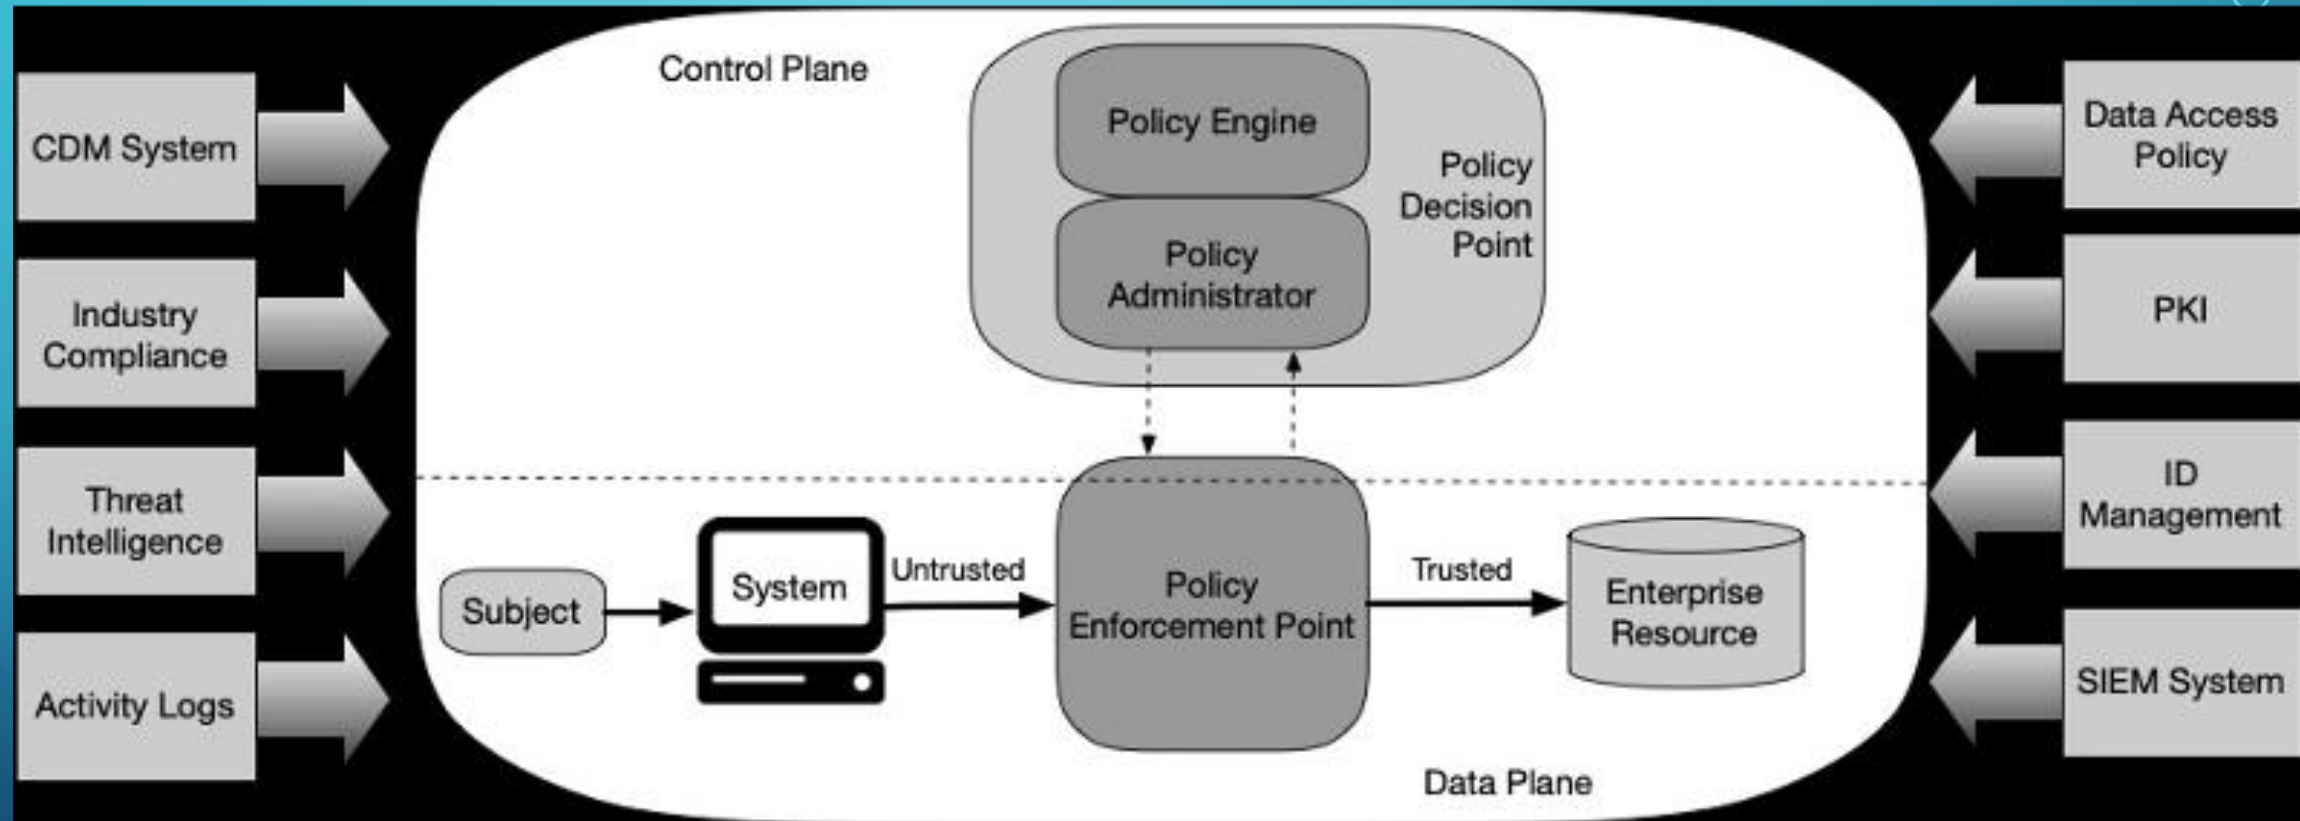 Control Plane
Policy Engine
Policy
Administrator
Policy
Decision
Point
CDM System
Industry
Compliance
Threat
Intelligence
Activity Logs
Subject
System
Untrusted
Policy
Enforcement Point
Trusted
Enterprise
Resource
Data Plane
Data Access
Policy
PKI
ID
Management
SIEM System